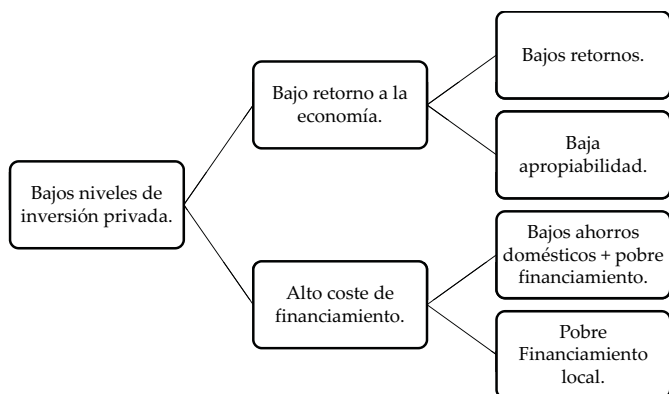 Bajos niveles de
inversión privada.
Bajo retorno a la
economía.
Alto coste de
financiamiento.
Bajos retornos.
Baja
apropiabilidad.
Bajos ahorros
domésticos + pobre
financiamiento.
Pobre
Financiamiento
local.